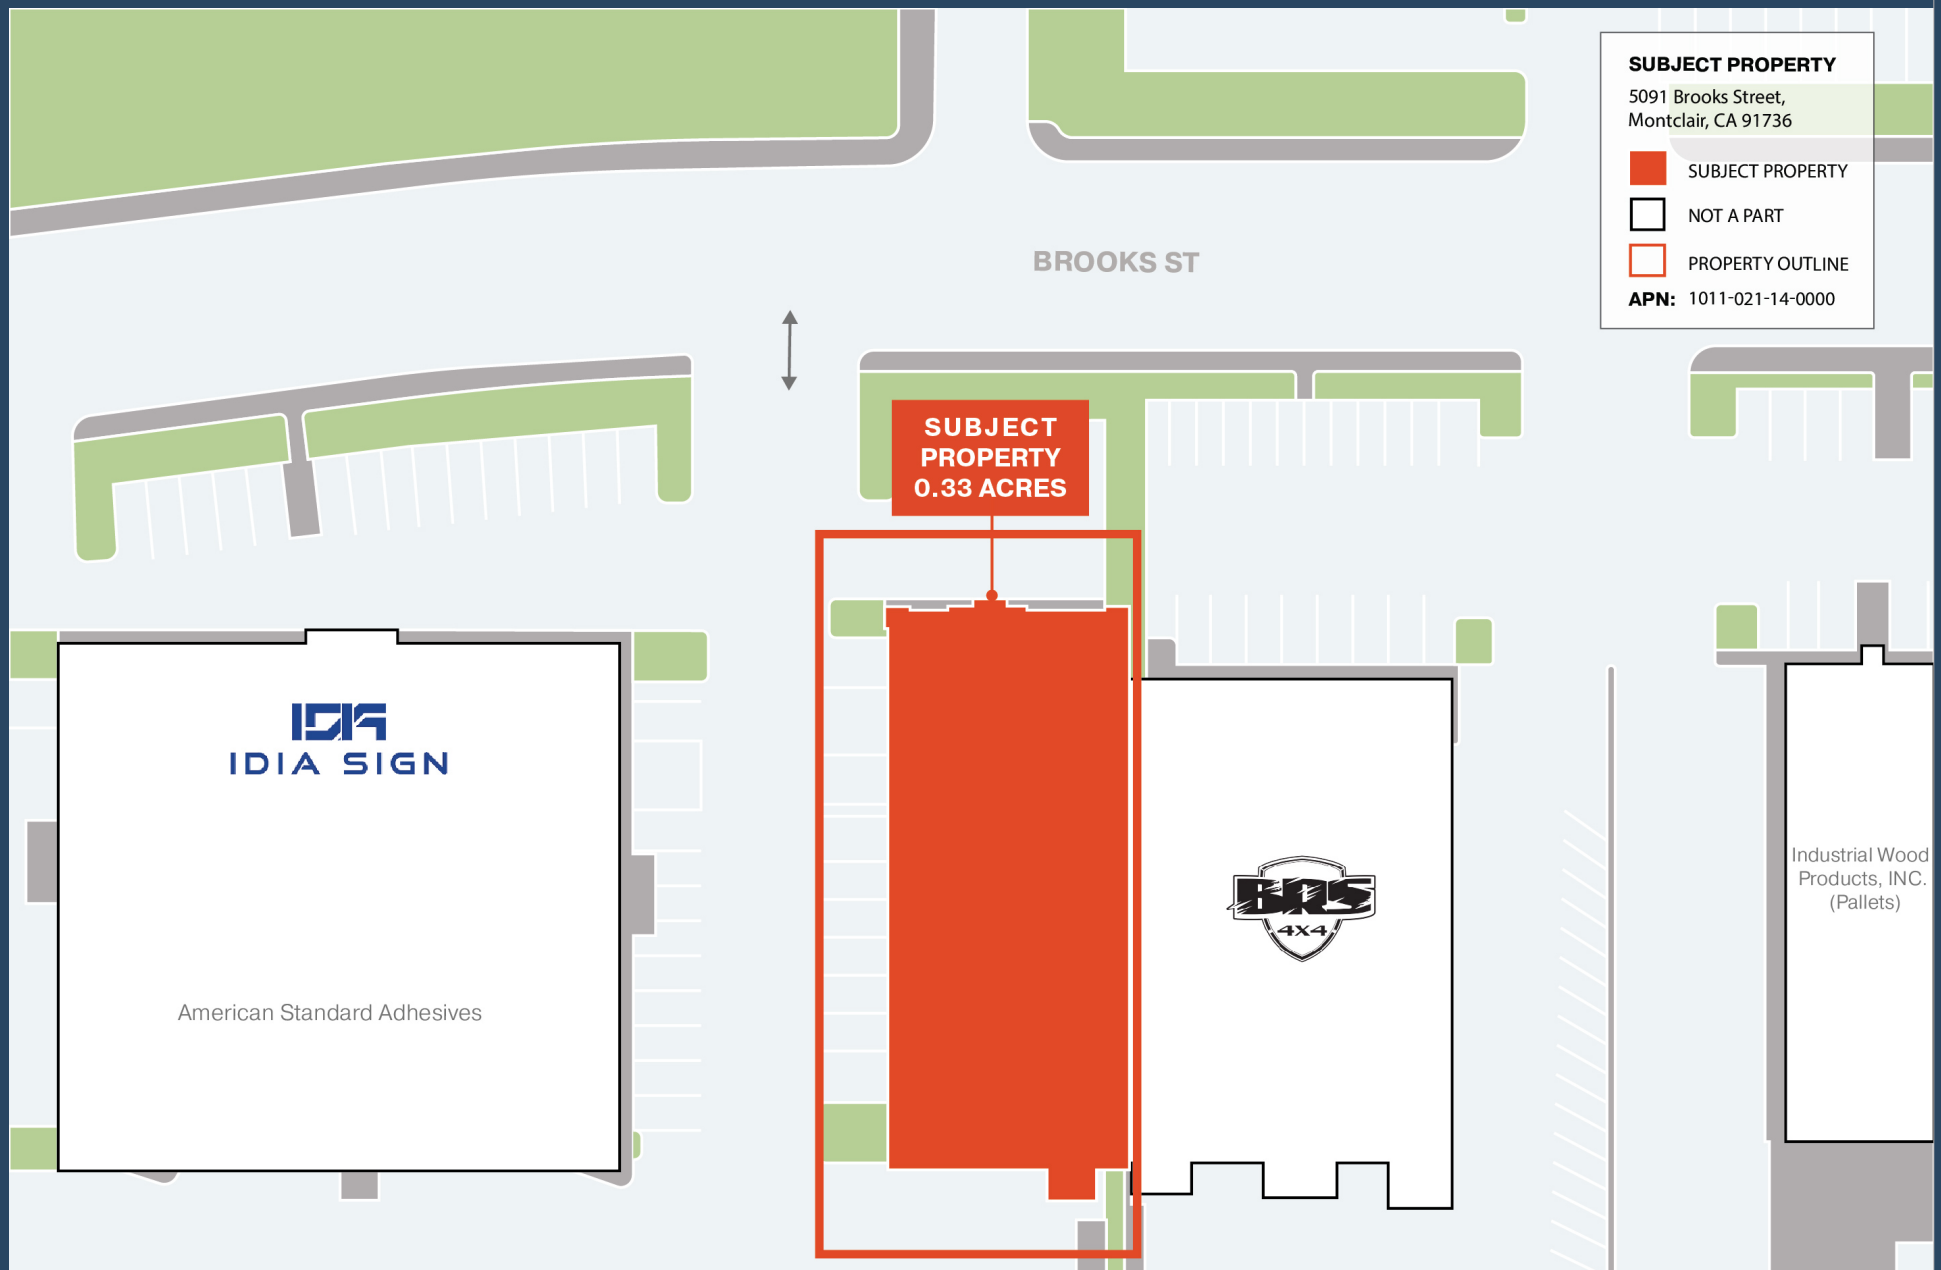 SUBJECT PROPERTY
5091 Brooks Street,
Montclair, CA 91736
SUBJECT PROPERTY
NOT A PART
PROPERTY OUTLINE
APN: 1011-021-14-0000
BROOKS ST
SUBJECT
PROPERTY
0.33 ACRES
IDIA SIGN
American Standard Adhesives
BRS
4X4
Industrial Wood
Products, INC.
(Pallets)